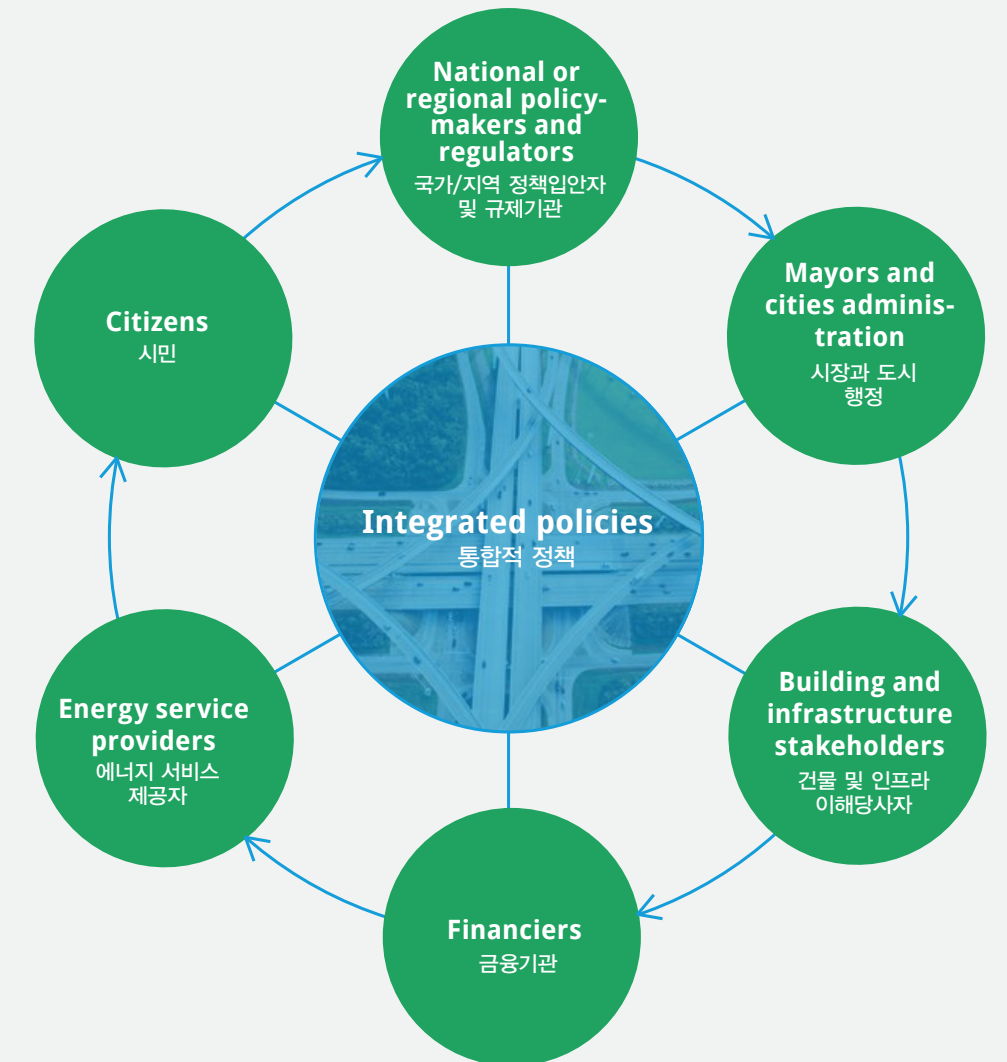 National or
regional policy-
makers and
regulators
국가/지역 정책입안자
및 규제기관
Mayors and
cities adminis-
tration
시장과 도시
행정
Citizens
시민
Integrated policies
통합적 정책
Building and
infrastructure
stakeholders
건물 및 인프라
이해당사자
Energy service
providers
에너지 서비스
제공자
Financiers
금융기관